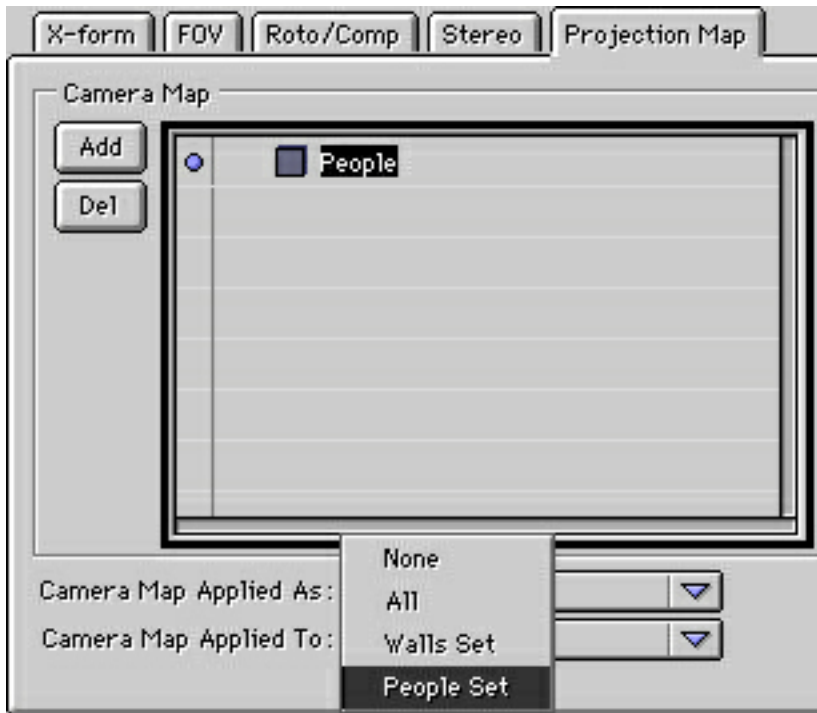 X-form FOV Roto/Comp Stereo Projection Map
Camera Map
Add
People
Del
None
Camera Map Applied As:
All
Camera Map Applied To:
Walls Set
People Set